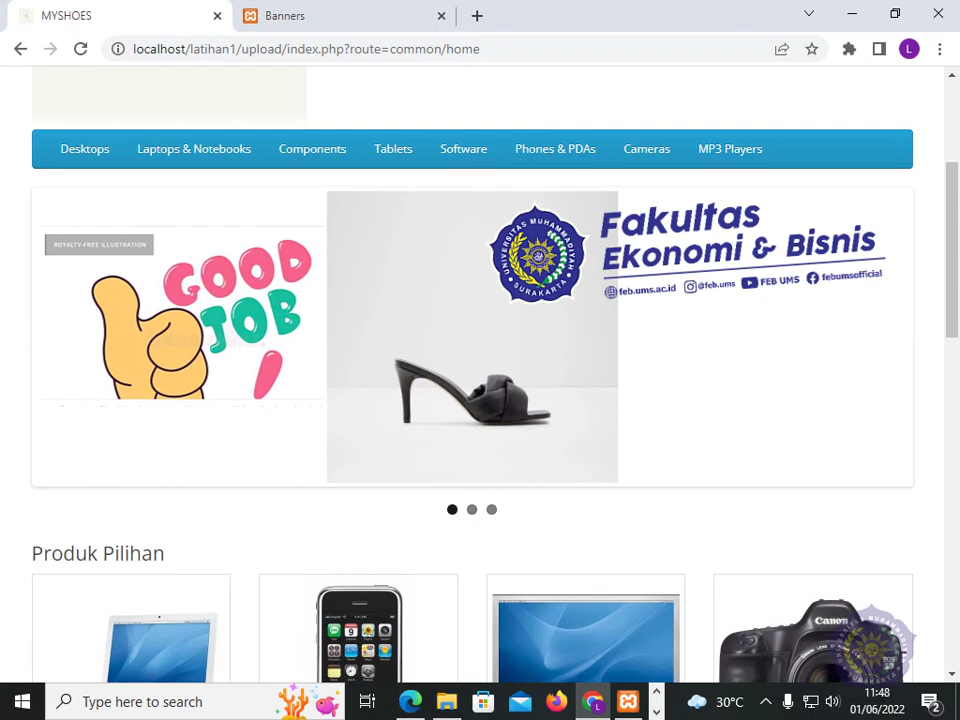 MYSHOES
Banners
localhost/latihan1/upload/index.php?route=common/home
L
Desktops Laptops & Notebooks Components Tablets Software Phones & PDAs Cameras MP3 Players
ROYALTY-FREE ILLUSTRATION
GOOD
JOB
!
UNIVERSITAS MUHAMMADIYAH
SURAKARTA
Fakultas
Ekonomi & Bisnis
feb.ums.ac.id @feb.ums FEB UMS febumsofficial
Produk Pilihan
Canon
Type here to search
30°C
11:48
01/06/2022
2